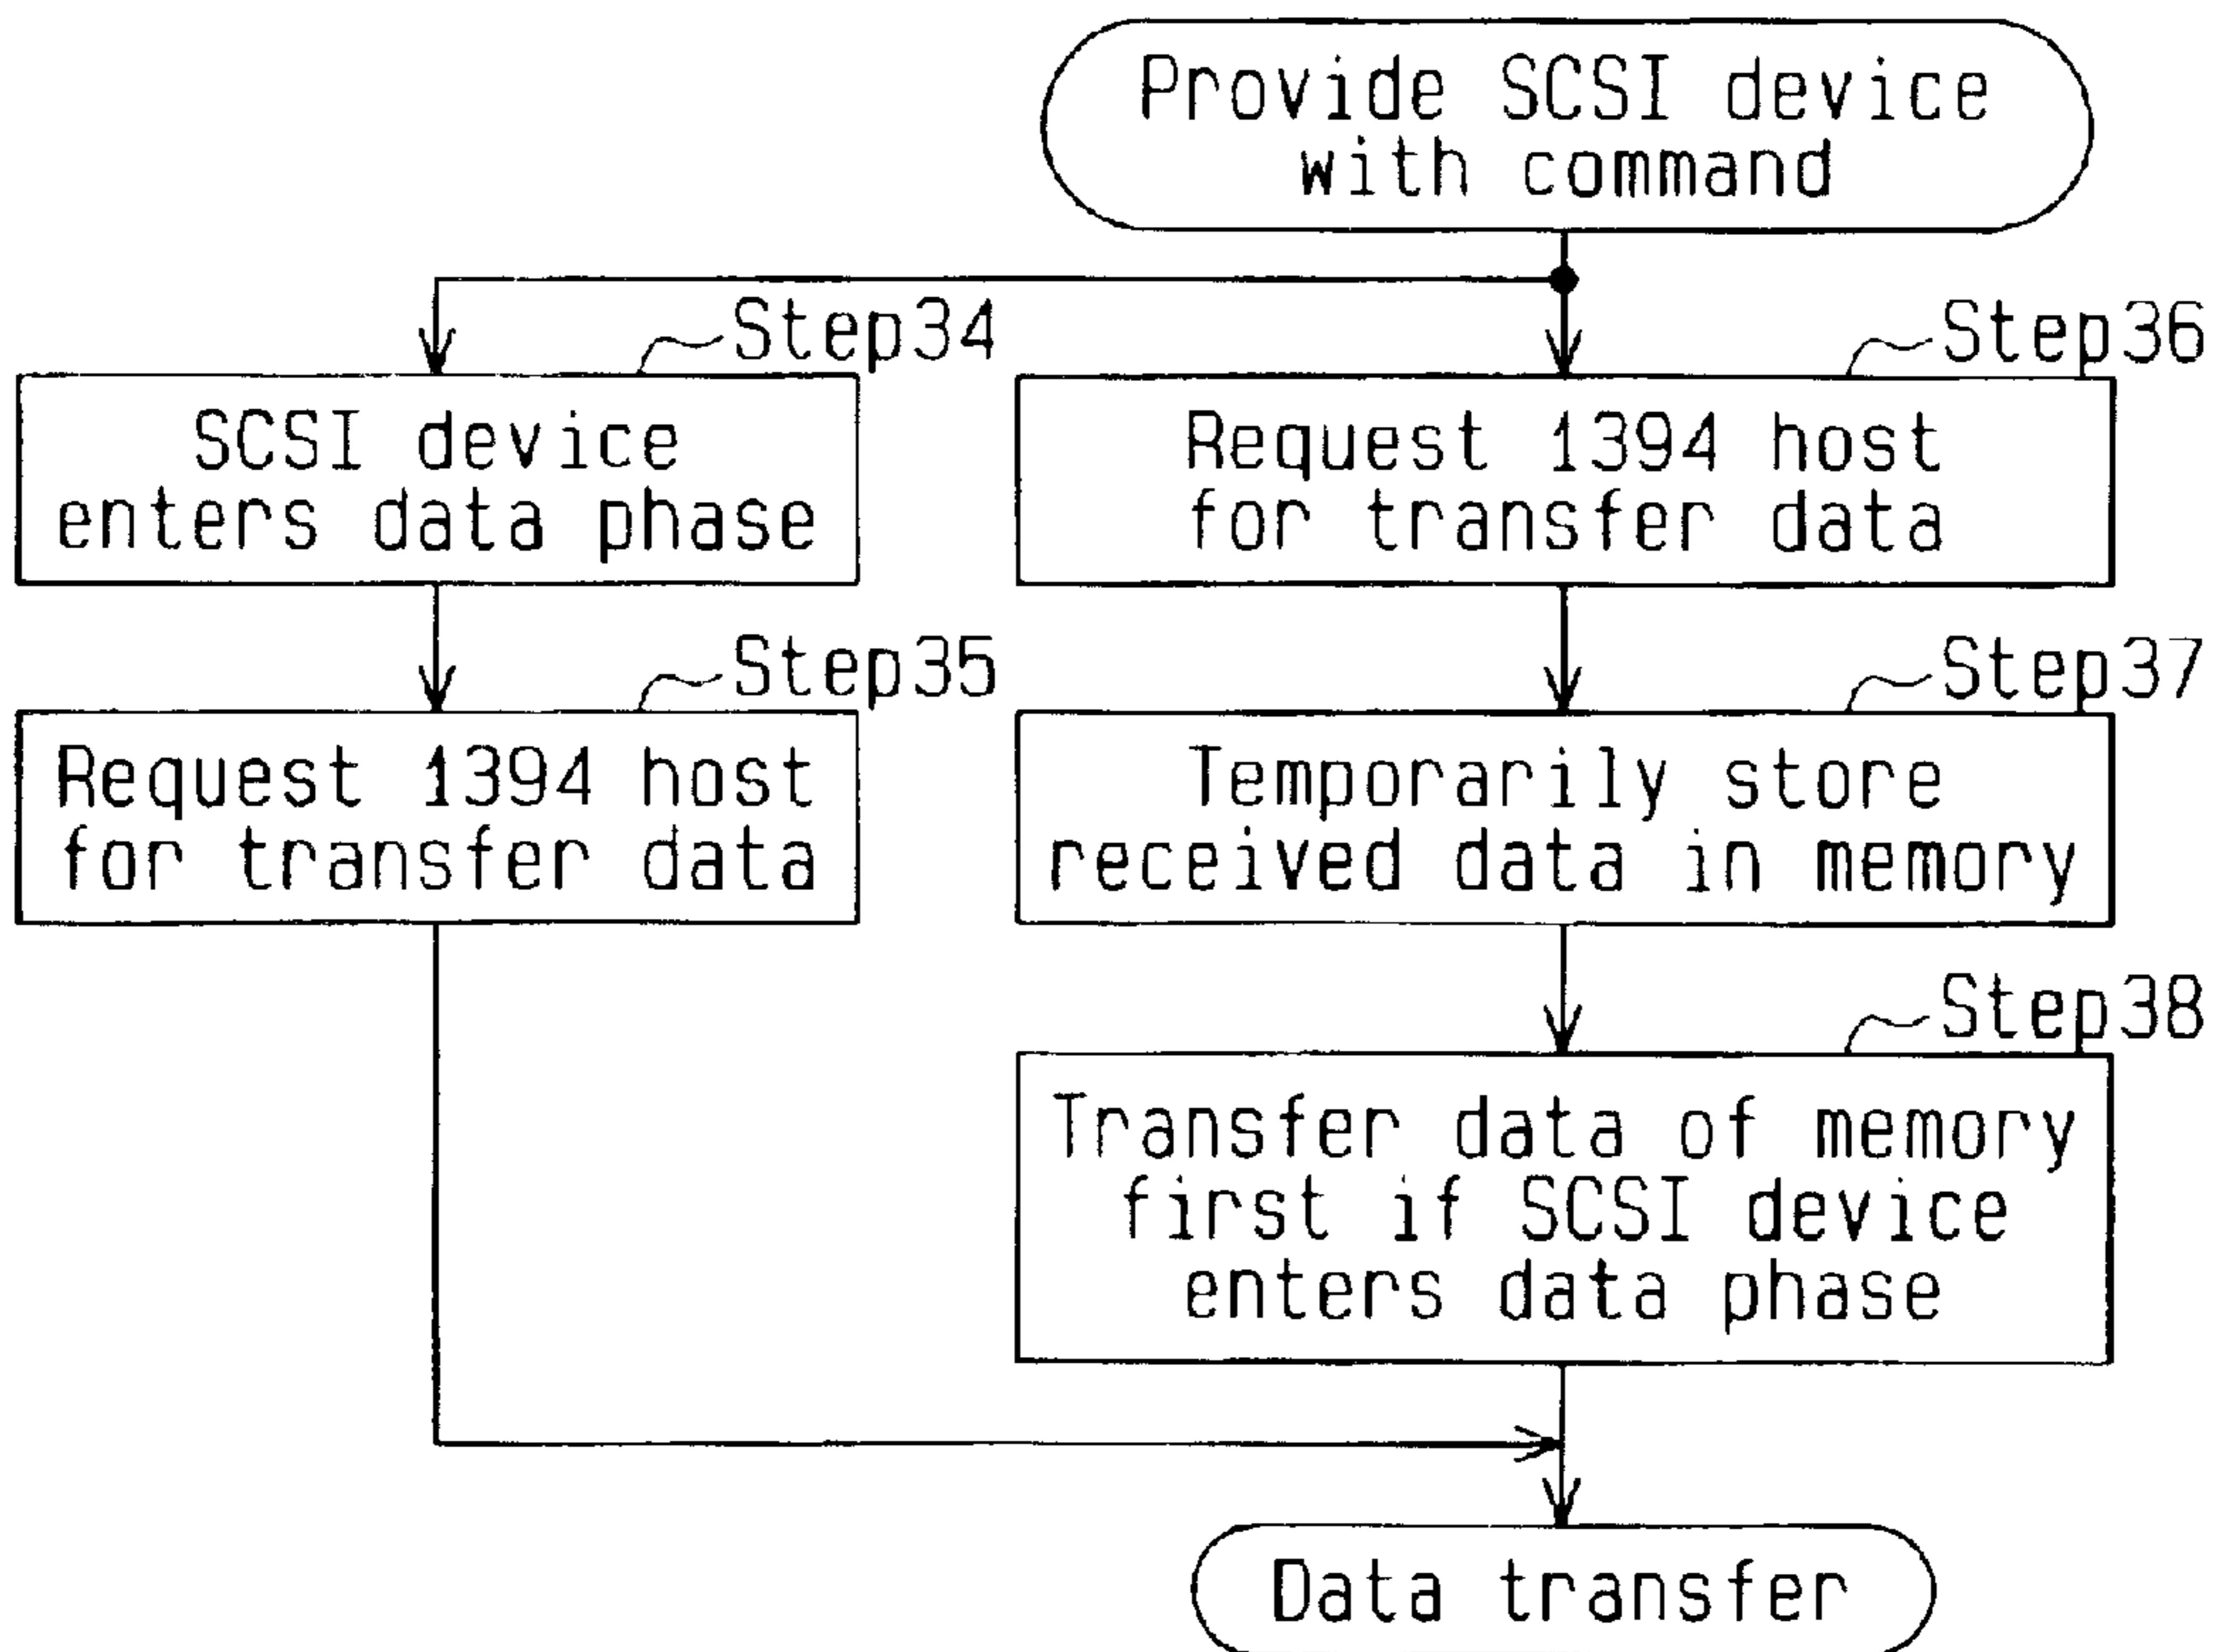 Provide SCSI device
with command
Step34
SCSI device
enters data phase
Step35
Request 1394 host
for transfer data
Step36
Request 1394 host
for transfer data
Step37
Temporarily store
received data in memory
Step38
Transfer data of memory
first if SCSI device
enters data phase
Data transfer